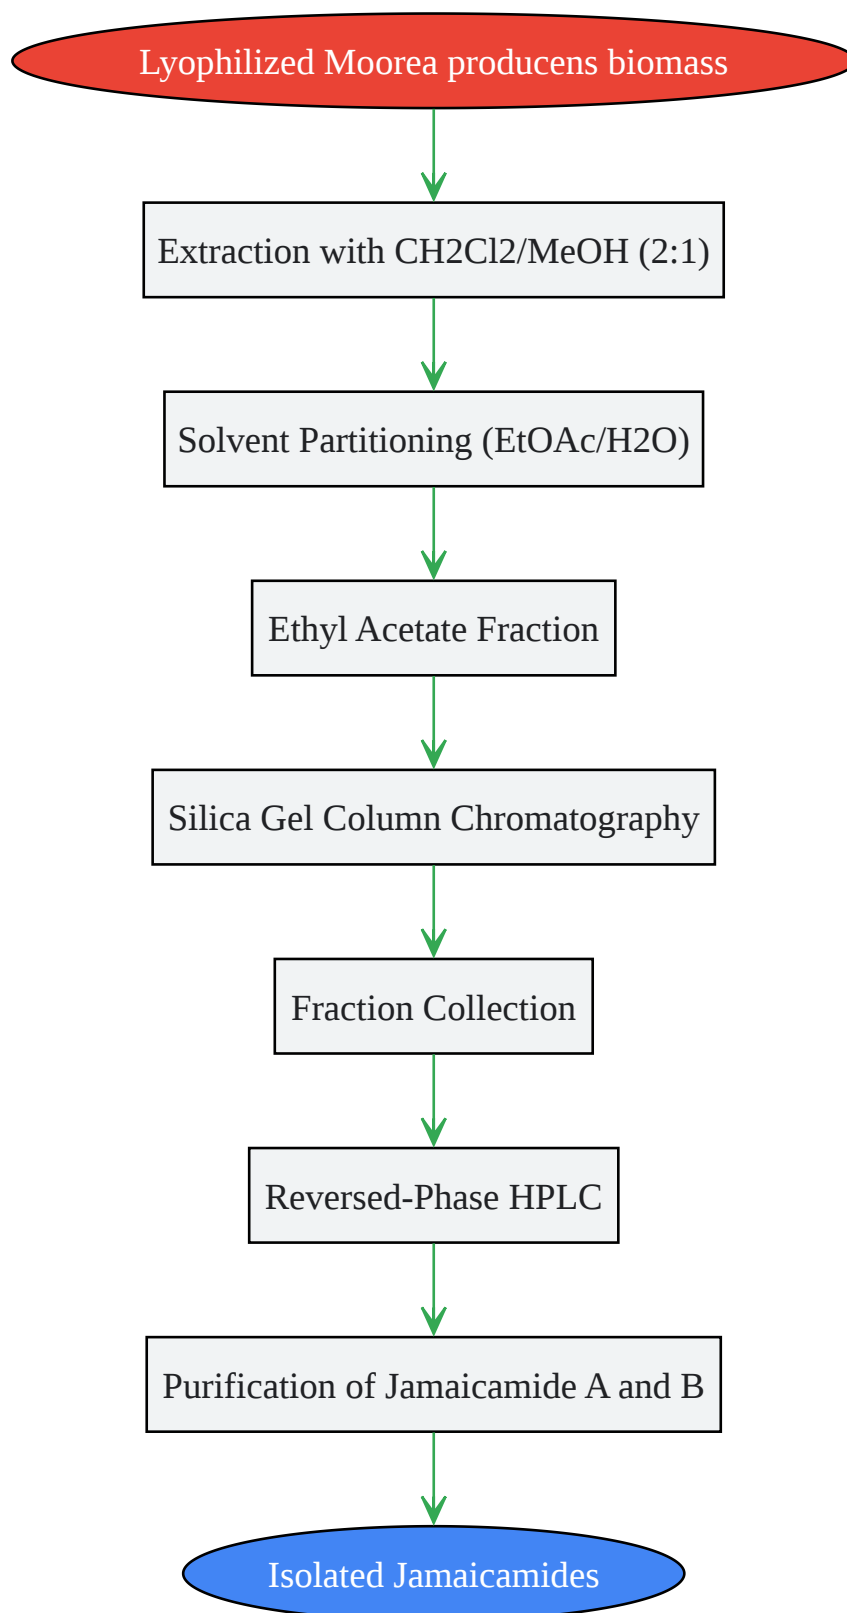 Lyophilized Moorea producens biomass
Extraction with CH2Cl2/MeOH (2:1)
Solvent Partitioning (EtOAc/H2O)
Ethyl Acetate Fraction
Silica Gel Column Chromatography
Fraction Collection
Reversed-Phase HPLC
Purification of Jamaicamide A and B
Isolated Jamaicamides